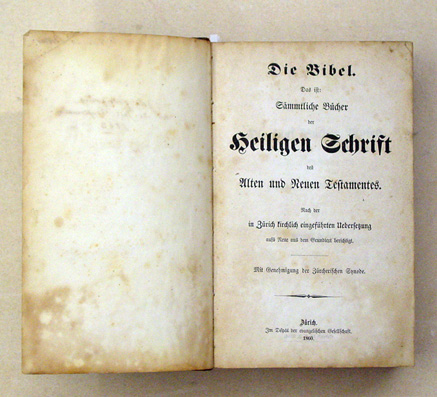 Die Bibel.
Das ist:
Sämmtliche Bücher
der
Heiligen Schrift
des
Alten und Neuen Testamentes.
Nach der
in Zürich kirchlich eingeführten Uebersetzung
aufs Neue aus dem Grundtext berichtigt.
Mit Genehmigung der Zürcherischen Synode.
Zürich.
Im Depot der evangelischen Gesellschaft.
1860.